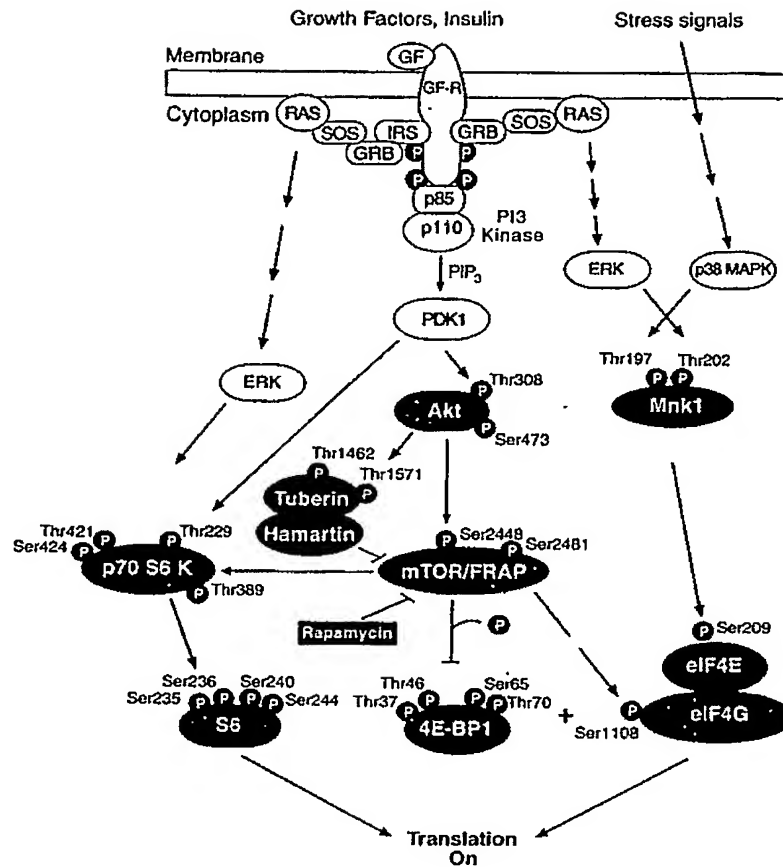 Growth Factors, Insulin
Stress signals
Membrane
GF
GF-R
Cytoplasm
RAS
SOS
IRS
GRB
GRB
SOS
RAS
P
P
P
P
p85
p110
PI3
Kinase
PIP3
ERK
p38 MAPK
PDK1
Thr197
Thr202
P
P
Mnk1
ERK
Thr308
P
Akt
P
Ser473
Thr1462
P
Thr1571
P
Tuberin
Hamartin
Thr421
Ser424
P
P
Thr229
P
p70 S6 K
P
Thr389
Ser2448
P
Ser2481
P
mTOR/FRAP
Rapamycin
P
P
Ser209
eIF4E
eIF4G
P
Ser1108
Ser236
Ser235
Ser240
Ser244
P
P
P
P
S6
Thr46
Thr37
Ser65
Thr70
P
P
P
P
4E-BP1
+
Translation
On